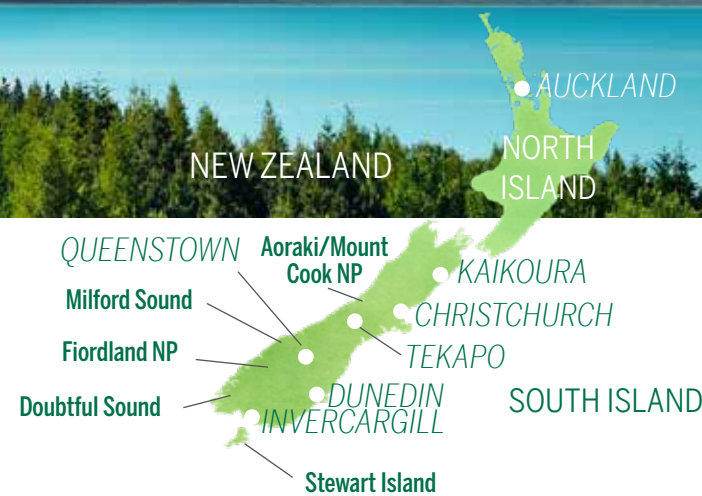 AUCKLAND
NEW ZEALAND
NORTH
ISLAND
QUEENSTOWN
Aoraki/Mount
Cook NP
KAIKOURA
Milford Sound
CHRISTCHURCH
Fiordland NP
TEKAPO
Doubtful Sound
DUNEDIN
SOUTH ISLAND
INVERCARGILL
Stewart Island